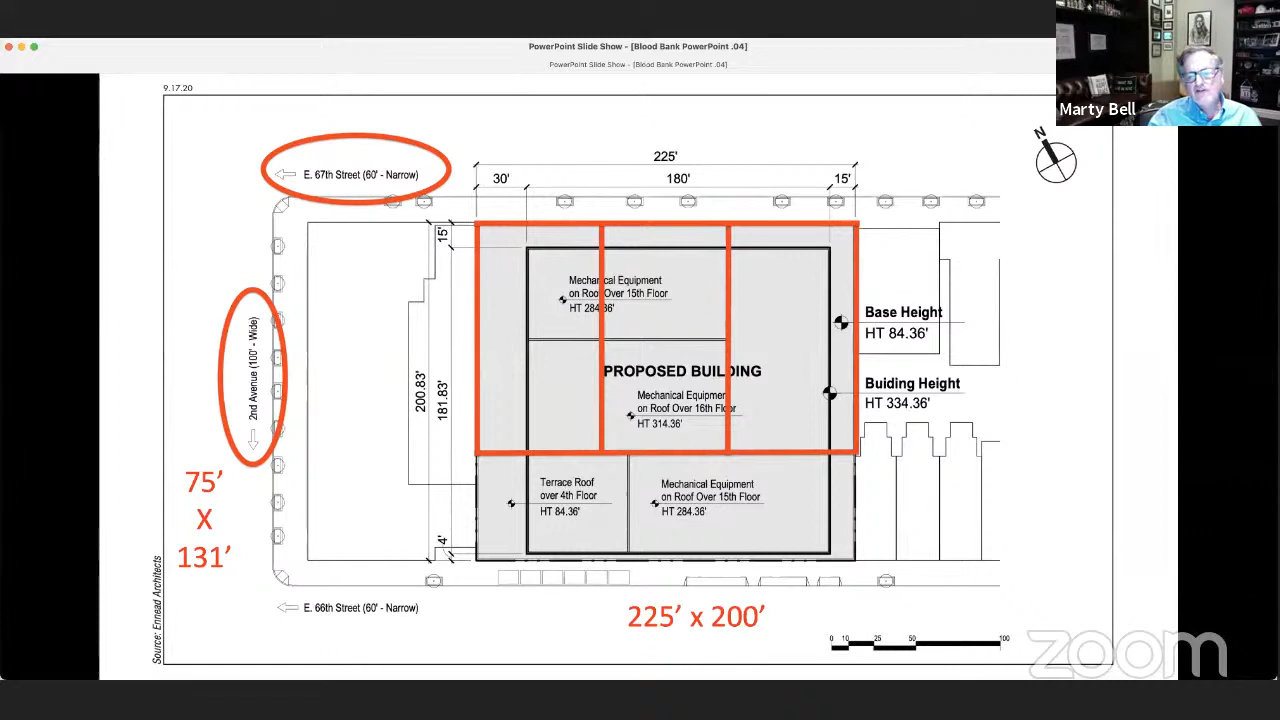 PowerPoint Slide Show - [Blood Bank PowerPoint .04]
PowerPoint Slide Show - [Blood Bank PowerPoint .04]
Marty Bell
9.17.20
N
E. 67th Street (60' - Narrow)
225'
30'
180'
15'
15'
Mechanical Equipment
on Roof Over 15th Floor
HT 284.36'
Base Height
HT 84.36'
2nd Avenue (100' - Wide)
200.83'
181.83'
PROPOSED BUILDING
Mechanical Equipment
on Roof Over 16th Floor
HT 314.36'
Buiding Height
HT 334.36'
75'
X
131'
Terrace Roof
over 4th Floor
HT 84.36'
Mechanical Equipment
on Roof Over 15th Floor
HT 284.36'
4'
Source: Ennead Architects
E. 66th Street (60' - Narrow)
225' x 200'
0 10 25 50 100
zoom